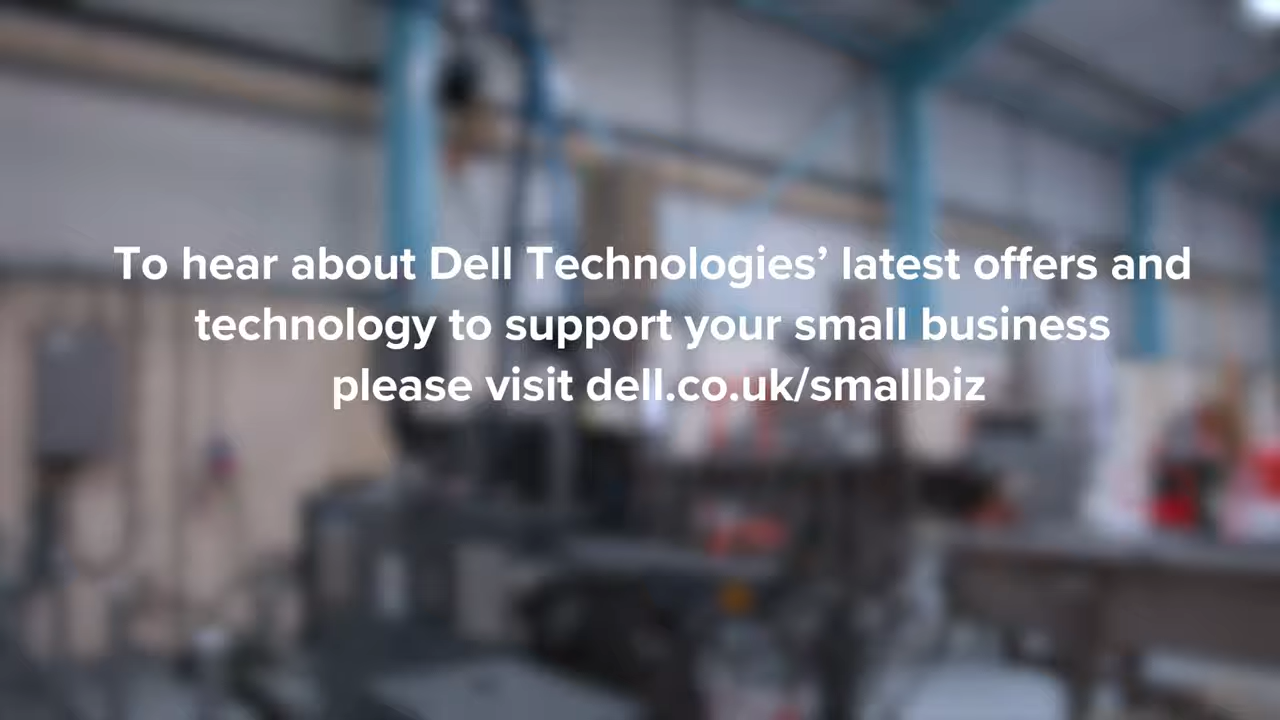 To hear about Dell Technologies’ latest offers and
technology to support your small business
please visit dell.co.uk/smallbiz